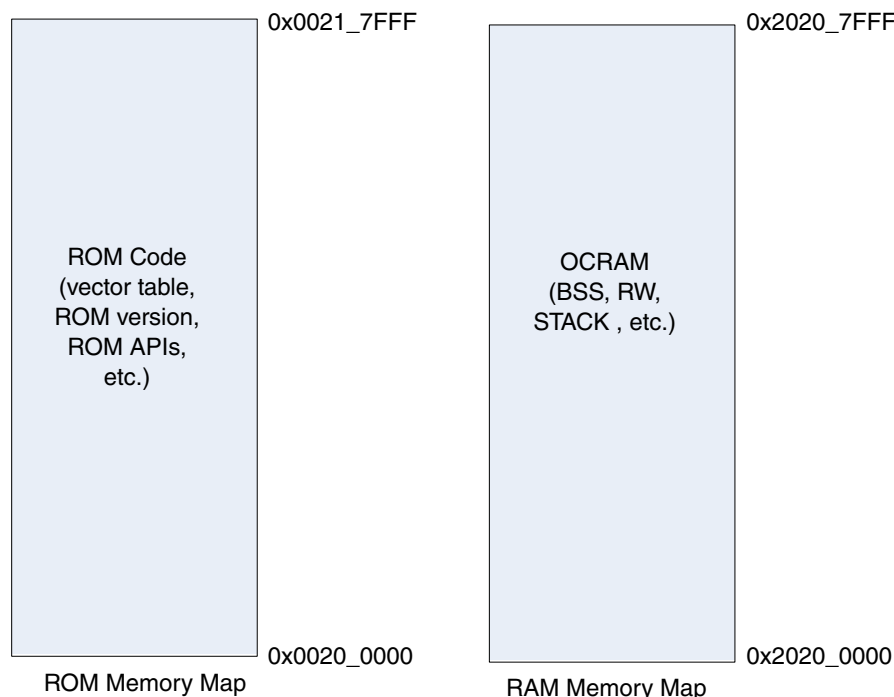 0x0021_7FFF
ROM Code
(vector table,
ROM version,
ROM APIs,
etc.)
0x0020_0000
ROM Memory Map
0x2020_7FFF
OCRAM
(BSS, RW,
STACK , etc.)
0x2020_0000
RAM Memory Map